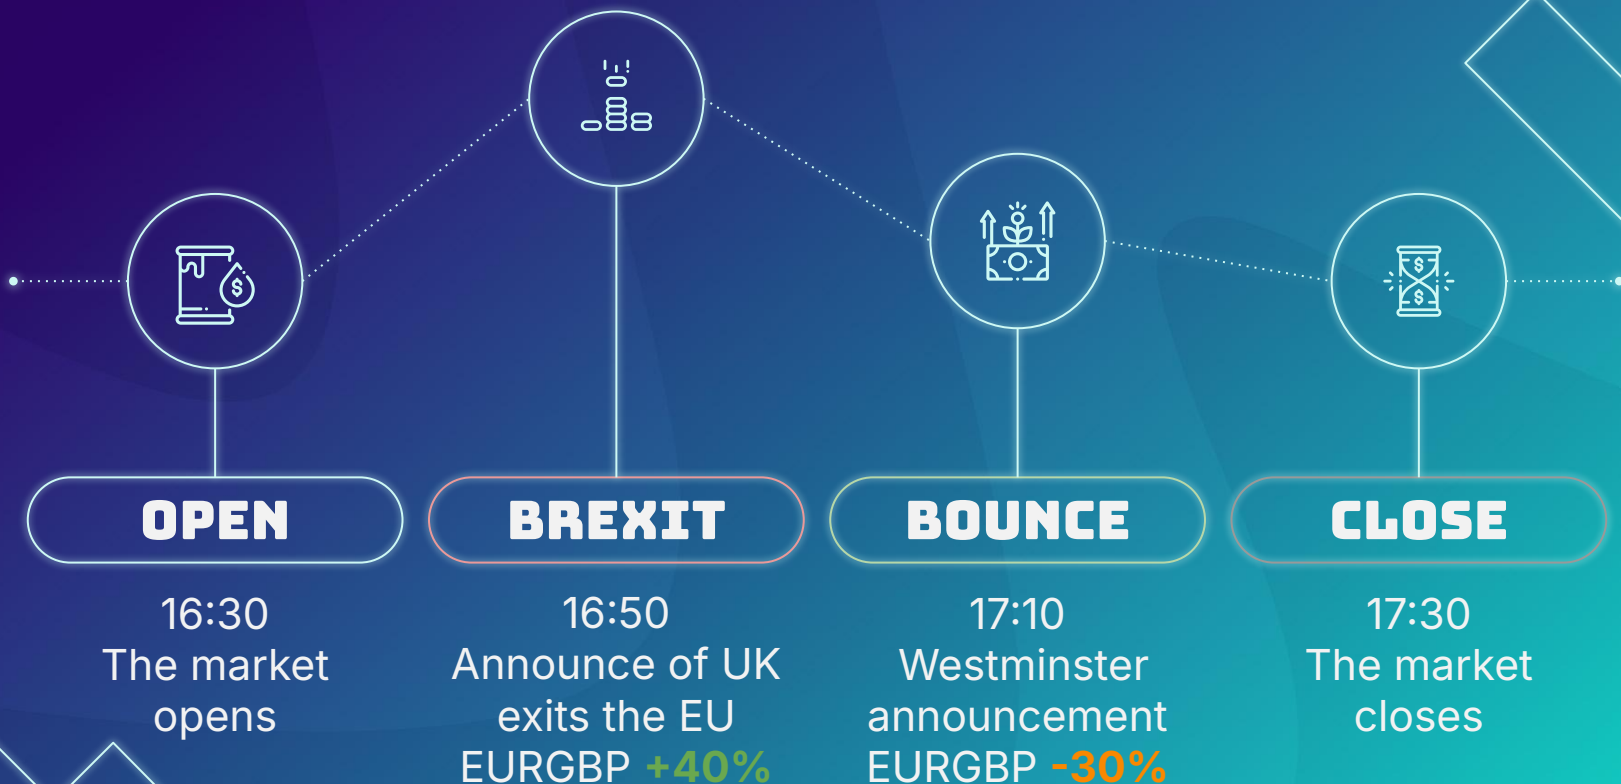 OPEN
16:30
The market
opens
BREXIT
16:50
Announce of UK
exits the EU
EURGBP +40%
BOUNCE
17:10
Westminster
announcement
EURGBP -30%
CLOSE
17:30
The market
closes